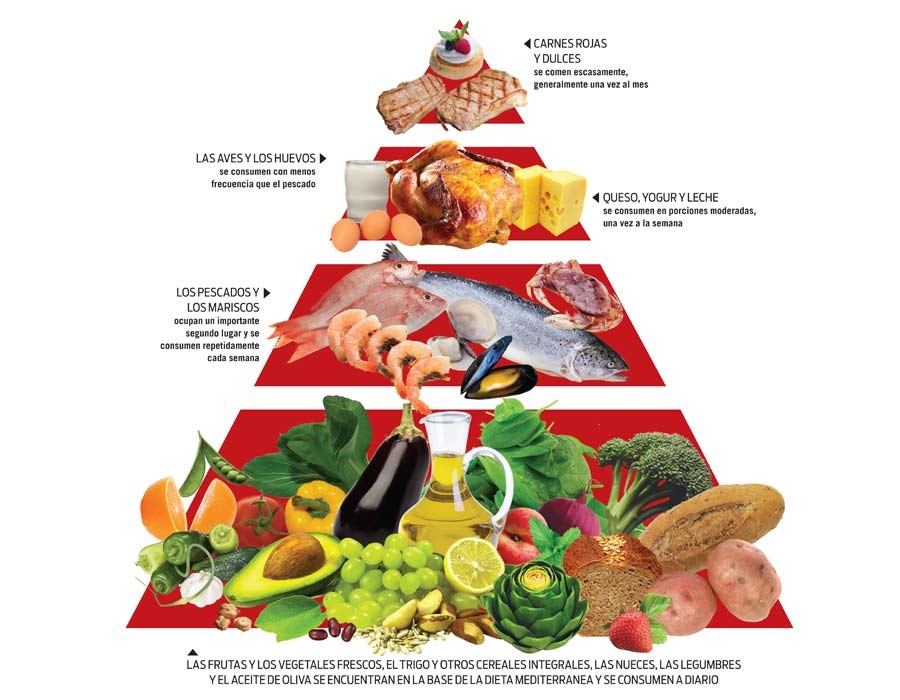 CARNES ROJAS
Y DULCES
se comen escasamente,
generalmente una vez al mes
LAS AVES Y LOS HUEVOS
se consumen con menos
frecuencia que el pescado
QUESO, YOGUR Y LECHE
se consumen en porciones moderadas,
una vez a la semana
LOS PESCADOS Y
LOS MARISCOS
ocupan un importante
segundo lugar y se
consumen repetidamente
cada semana
LAS FRUTAS Y LOS VEGETALES FRESCOS, EL TRIGO Y OTROS CEREALES INTEGRALES, LAS NUECES, LAS LEGUMBRES
Y EL ACEITE DE OLIVA SE ENCUENTRAN EN LA BASE DE LA DIETA MEDITERRANEA Y SE CONSUMEN A DIARIO